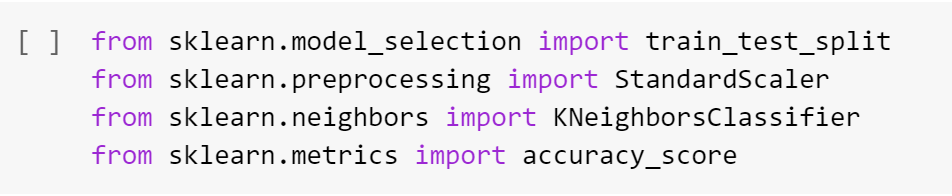 [ ] from sklearn.model_selection import train_test_split
from sklearn.preprocessing import StandardScaler
from sklearn.neighbors import KNeighborsClassifier
from sklearn.metrics import accuracy_score